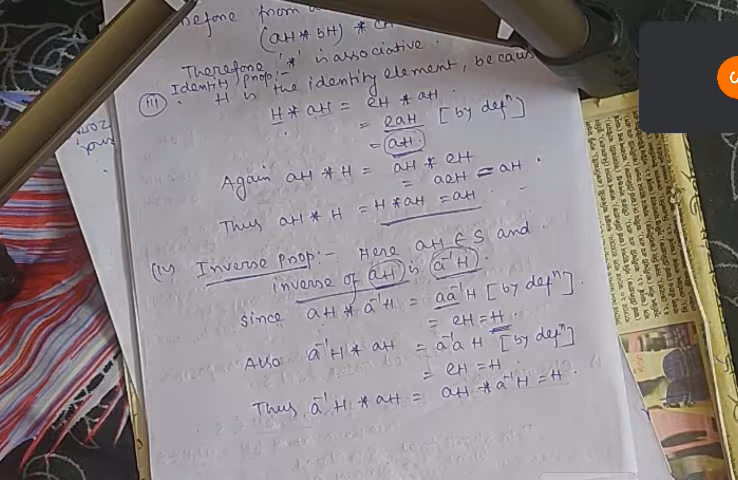 (aH * bH) *
Therefore '*' is associative.
(iii) Identity prop:-
H is the identity element, because
H * aH = eH * aH.
= eaH [by defⁿ]
= aH.
Again aH * H = aH * eH
= aeH = aH.
Thus aH * H = H * aH = aH.
(iv) Inverse prop:- Here aH ∈ S and
inverse of aH is a⁻¹H.
Since aH * a⁻¹H = aa⁻¹H [by defⁿ].
= eH = H.
Also a⁻¹H * aH = a⁻¹a H [by defⁿ]
= eH = H.
Thus a⁻¹H * aH = aH * a⁻¹H = H.